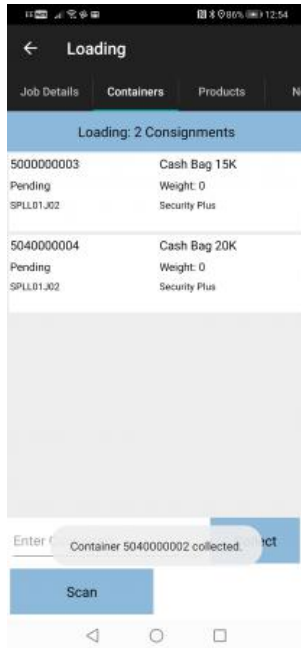 86% 12:54
Loading
Job Details Containers Products N
Loading: 2 Consignments
5000000003 Cash Bag 15K
Pending Weight: 0
SPLL01J02 Security Plus
5040000004 Cash Bag 20K
Pending Weight: 0
SPLL01J02 Security Plus
Enter
Container 5040000002 collected.
Scan